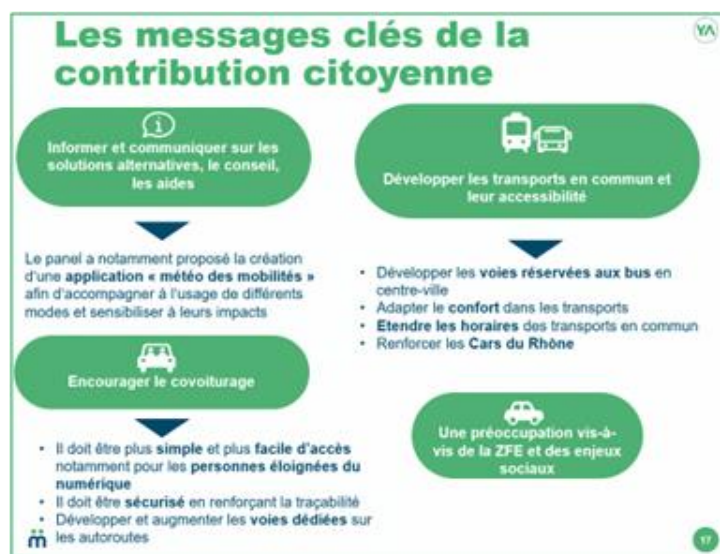 Les messages clés de la
contribution citoyenne
YA
Informer et communiquer sur les
solutions alternatives, le conseil,
les aides
Le panel a notamment proposé la création
d'une application « météo des mobilités »
afin d'accompagner à l'usage de différents
modes et sensibiliser à leurs impacts
Encourager le covoiturage
• Il doit être plus simple et plus facile d'accès
notamment pour les personnes éloignées du
numérique
• Il doit être sécurisé en renforçant la traçabilité
• Développer et augmenter les voies dédiées sur
les autoroutes
Développer les transports en commun et
leur accessibilité
• Développer les voies réservées aux bus en
centre-ville
• Adapter le confort dans les transports
• Etendre les horaires des transports en commun
• Renforcer les Cars du Rhône
Une préoccupation vis-à-
vis de la ZFE et des enjeux
sociaux
17